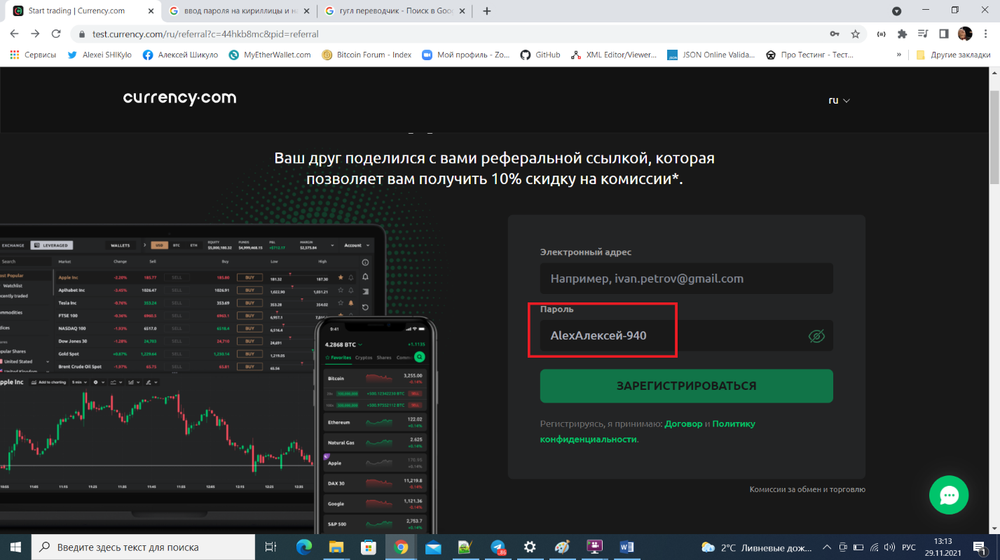 Start trading | Currency.com
ввод пароля на кириллицы и на
гугл переводчик - Поиск в Goo
test.currency.com/ru/referral?c=44hkb8mc&pid=referral
Сервисы
Alexei SHIKylo
Алексей Шикуло
MyEtherWallet.com
Bitcoin Forum - Index
Мой профиль - Zo...
GitHub
XML Editor/Viewer...
JSON Online Valida...
Про Тестинг - Тест...
»
Другие закладки
currency.com
ru
Ваш друг поделился с вами реферальной ссылкой, которая
позволяет вам получить 10% скидку на комиссии*.
EXCHANGE LEVERAGED WALLETS USD BTC ETH EQUITY FUNDS P&L MARGIN Account
$5,000,180.32 $4,999,468.15 +$712.17 $2,575.84
Search Market Change Sell Buy Low High
ost Popular Apple Inc -2.20% 185.77 SELL 185.80 BUY 181.32 187.30
Watchlist Aplhabet Inc -3.45% 1026.47 SELL 1026.91 BUY 1,022.90 1,031.21
cently traded Tesla Inc -0.76% 353.24 SELL 353.69 BUY 353.28 354.02
ommodities FTSE 100 -0.36% 6960.3 SELL 6963.1 BUY 6,957.1
dices NASDAQ 100 -1.03% 6517.0 SELL 6518.4 BUY 6,516.4
Dow Jones 30 -1.28% 24,703 SELL 24,710 BUY 24,691
pular Shares Gold Spot +0.87% 1,229.64 SELL 1,230.14 BUY 1,219.05
United Stated Brent Crude Oil Spot -1.97% 65.75 SELL 65.81 BUY 65.56
United Kingdom
pple Inc Add to charting 5 min
10:55 11:15 11:25 11:35 11:45 11:55 12:05 12:15 12:25 12:35
9:41
4.2868 BTC +1.1135
Favorites Cryptos Shares Comm
Bitcoin 3,255.00
-0.14%
20x 100,000,000 +500.12342230 BTC SELL
100x 100,000,000 +500.97552112 BTC SELL
Ethereum 122.02
+0.14%
Natural Gas 2.625
+0.14%
Apple 170.95
+0.14%
DAX 30 11,219.8
-0.14%
Google 1,121.36
-0.14%
S&P 500 2,753.7
+0.14%
Электронный адрес
Например, ivan.petrov@gmail.com
Пароль
AlexАлексей-940
ЗАРЕГИСТРИРОВАТЬСЯ
Регистрируясь, я принимаю: Договор и Политику
конфиденциальности.
Комиссии за обмен и торговлю
Введите здесь текст для поиска
86
2°C Ливневые дож...
РУС
13:13
29.11.2021
1